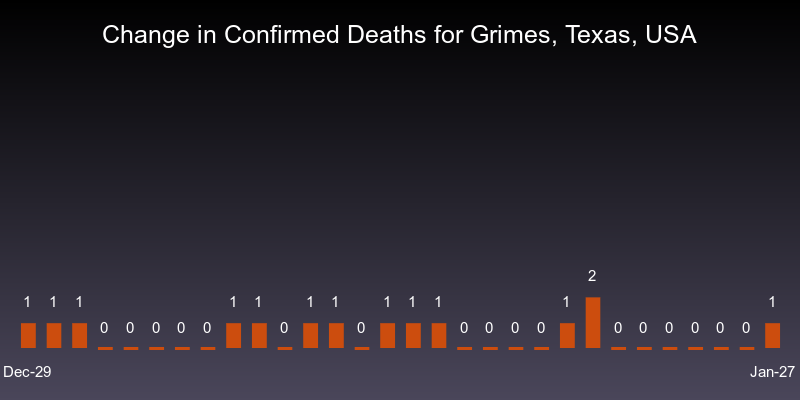 Change in Confirmed Deaths for Grimes, Texas, USA
2
1 1 1 1 1 1 1 1 1 1 1 1
0 0 0 0 0 0 0 0 0 0 0 0 0 0 0 0 0
Dec-29 Jan-27